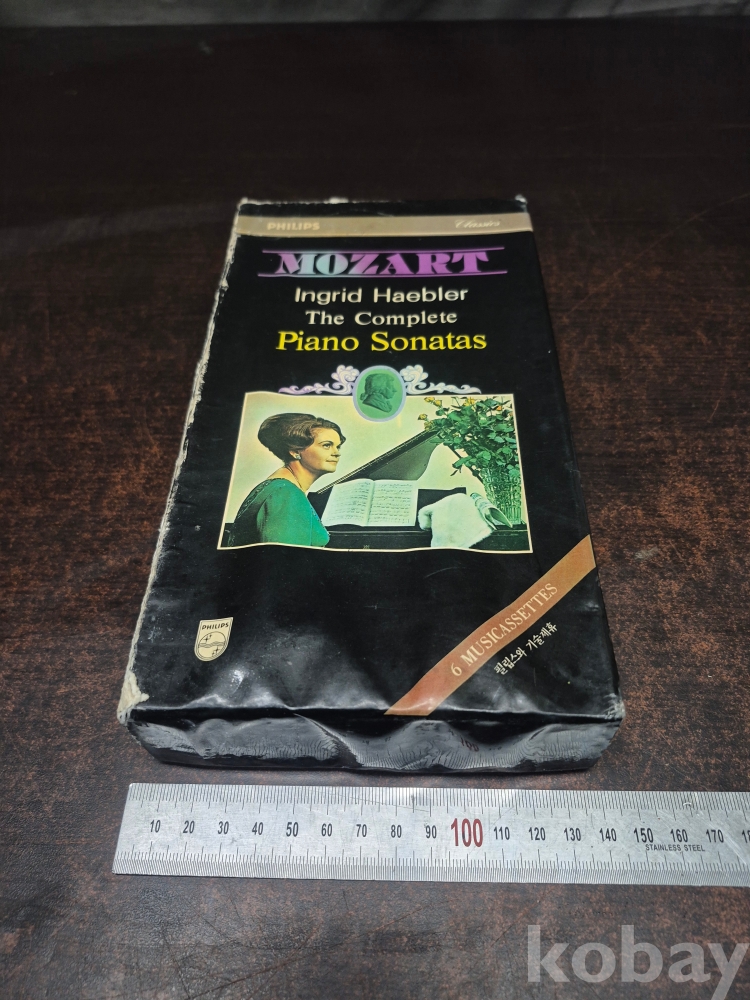 PHILIPS Classics
MOZART
Ingrid Haebler
The Complete
Piano Sonatas
PHILIPS
6 MUSICASSETTES
필립스와 기술제휴
10 20 30 40 50 60 70 80 90 100 110 120 130 140 150 160 170
STAINLESS STEEL
kobay